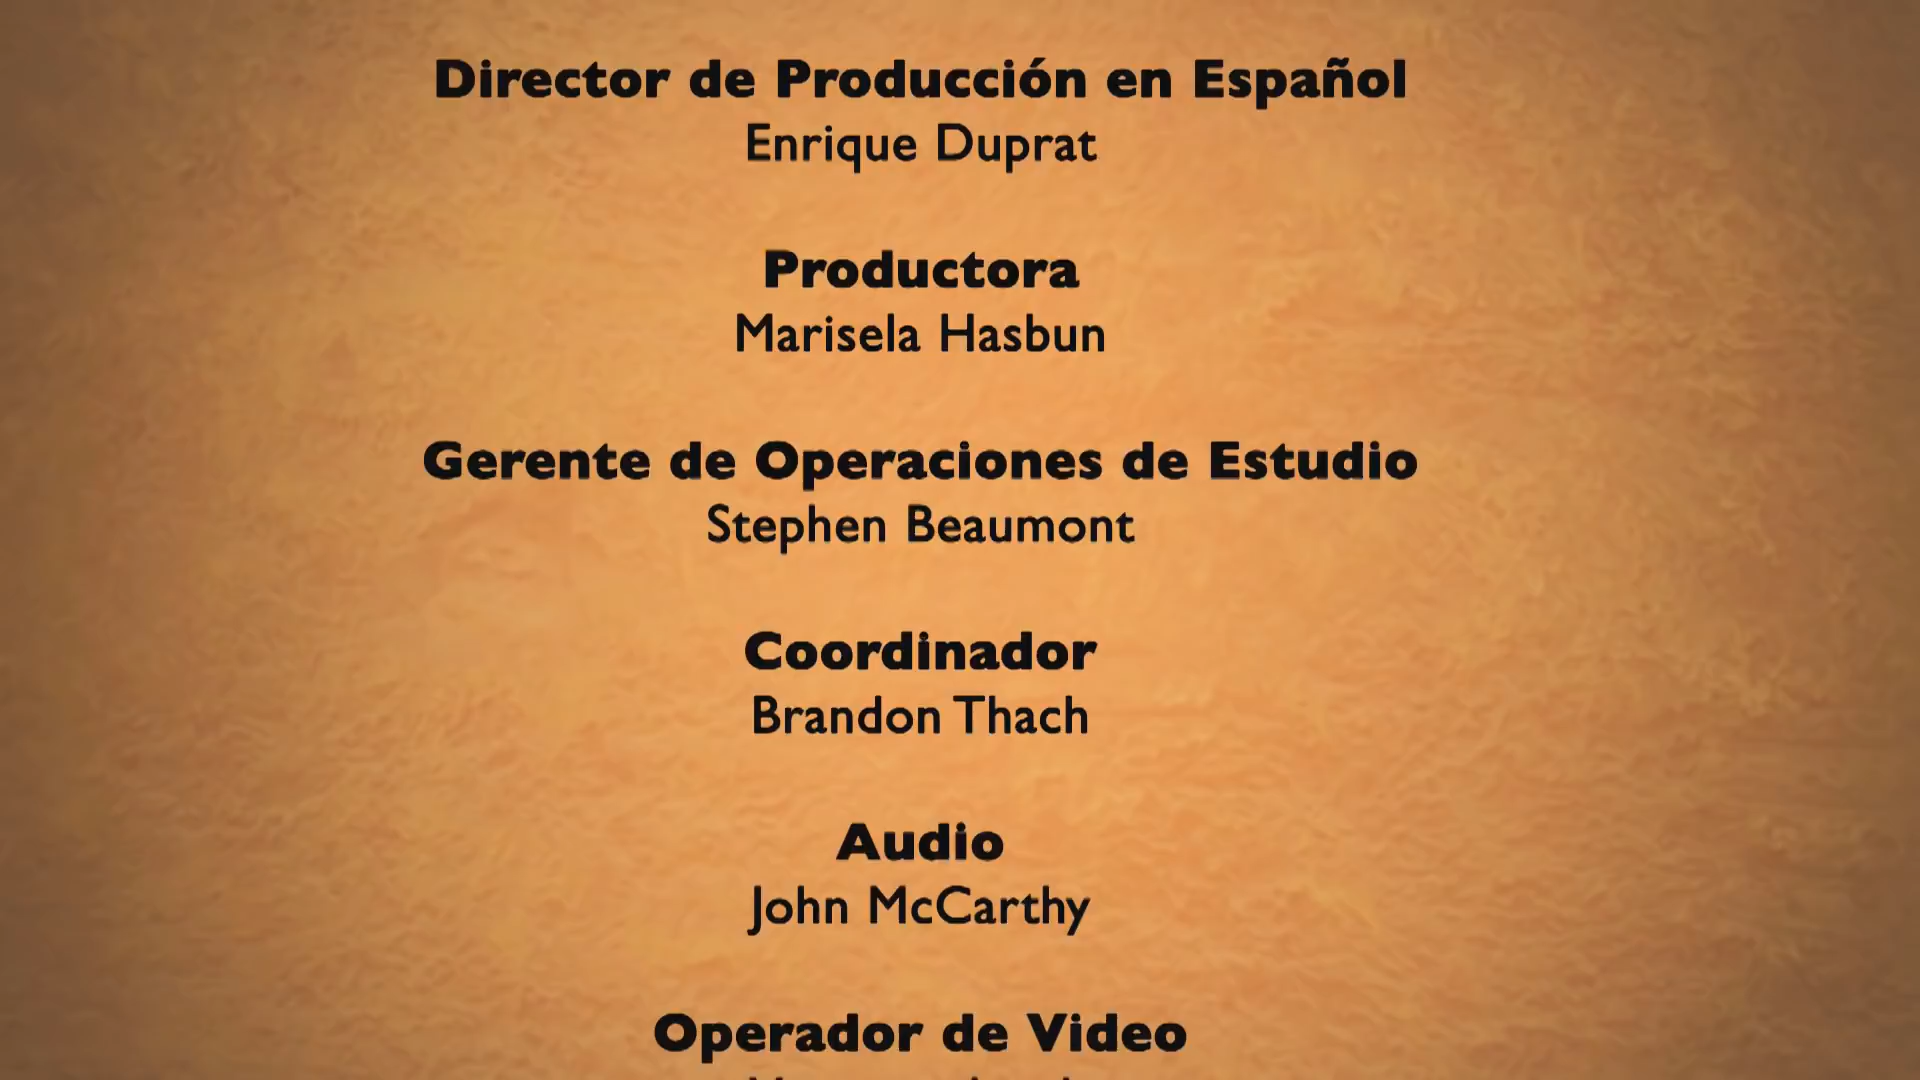 Director de Producción en Español
Enrique Duprat
Productora
Marisela Hasbun
Gerente de Operaciones de Estudio
Stephen Beaumont
Coordinador
Brandon Thach
Audio
John McCarthy
Operador de Video